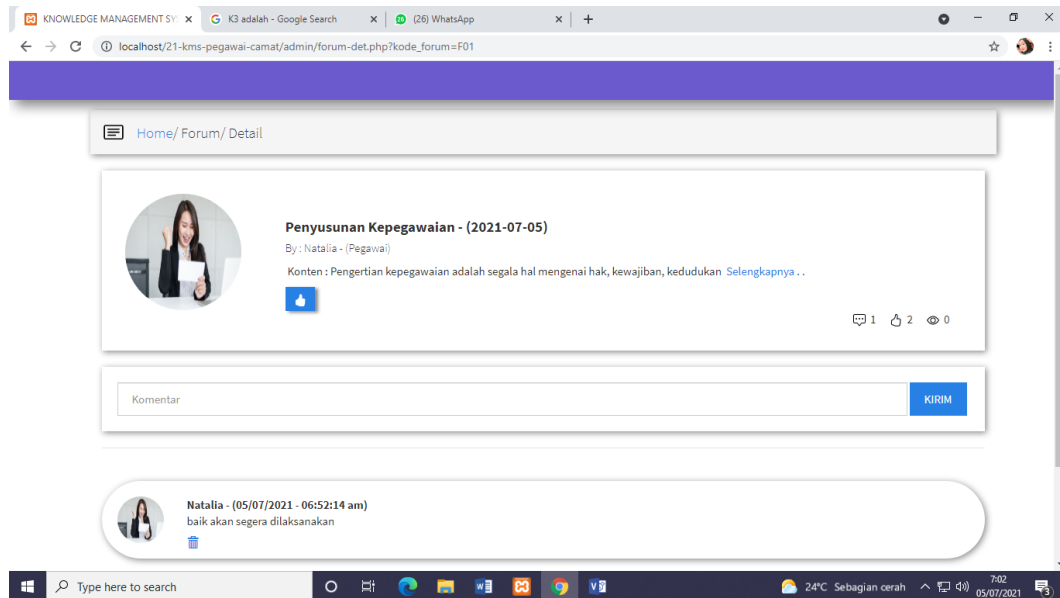 KNOWLEDGE MANAGEMENT SY
K3 adalah - Google Search
(26) WhatsApp
localhost/21-kms-pegawai-camat/admin/forum-det.php?kode_forum=F01
Home/ Forum/ Detail
Penyusunan Kepegawaian - (2021-07-05)
By : Natalia - (Pegawai)
Konten : Pengertian kepegawaian adalah segala hal mengenai hak, kewajiban, kedudukan Selengkapnya . .
1 2 0
Komentar KIRIM
Natalia - (05/07/2021 - 06:52:14 am)
baik akan segera dilaksanakan
Type here to search
24°C Sebagian cerah
7:02
05/07/2021
3